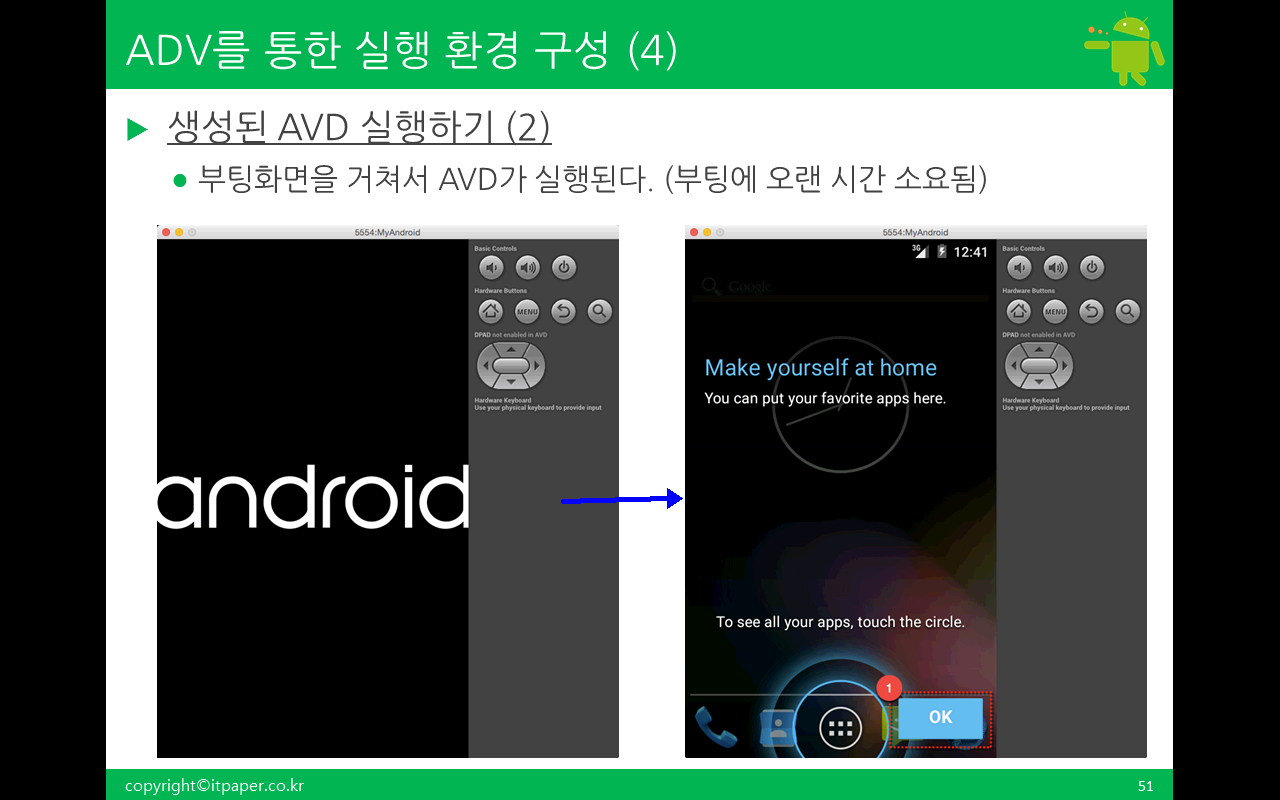 ADV를 통한 실행 환경 구성 (4)
생성된 AVD 실행하기 (2)
부팅화면을 거쳐서 AVD가 실행된다. (부팅에 오랜 시간 소요됨)
5554:MyAndroid
Basic Controls
Hardware Buttons
MENU
DPAD not enabled in AVD
Hardware Keyboard
Use your physical keyboard to provide input
android
5554:MyAndroid
3G 12:41
Google
Make yourself at home
You can put your favorite apps here.
To see all your apps, touch the circle.
1
OK
Basic Controls
Hardware Buttons
MENU
DPAD not enabled in AVD
Hardware Keyboard
Use your physical keyboard to provide input
copyright©itpaper.co.kr
51